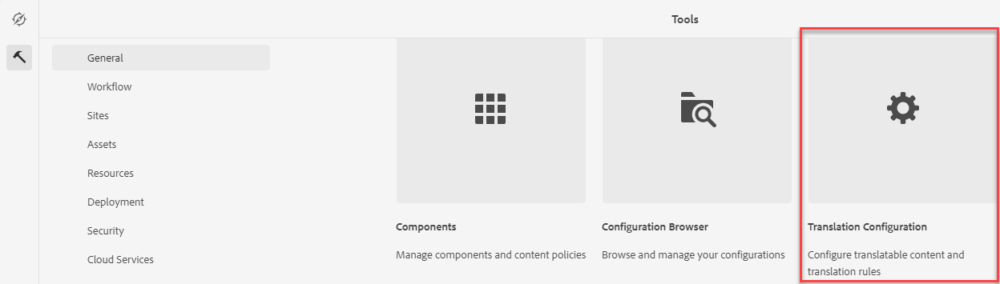 Tools
General
Workflow
Sites
Assets
Resources
Deployment
Security
Cloud Services
Components
Manage components and content policies
Configuration Browser
Browse and manage your configurations
Translation Configuration
Configure translatable content and
translation rules